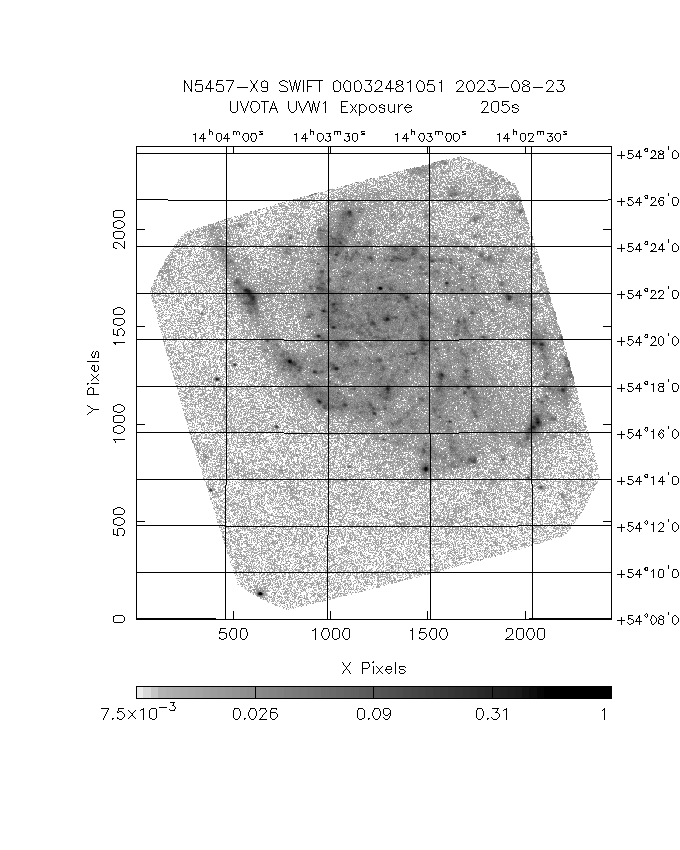 N5457-X9 SWIFT 00032481051 2023-08-23
UVOTA UVW1 Exposure 205s
14ʰ04ᵐ00ˢ 14ʰ03ᵐ30ˢ 14ʰ03ᵐ00ˢ 14ʰ02ᵐ30ˢ
+54°28'0
+54°26'0
+54°24'0
+54°22'0
+54°20'0
+54°18'0
+54°16'0
+54°14'0
+54°12'0
+54°10'0
+54°08'0
2000
1500
1000
500
0
Y Pixels
500 1000 1500 2000
X Pixels
7.5×10⁻³ 0.026 0.09 0.31 1